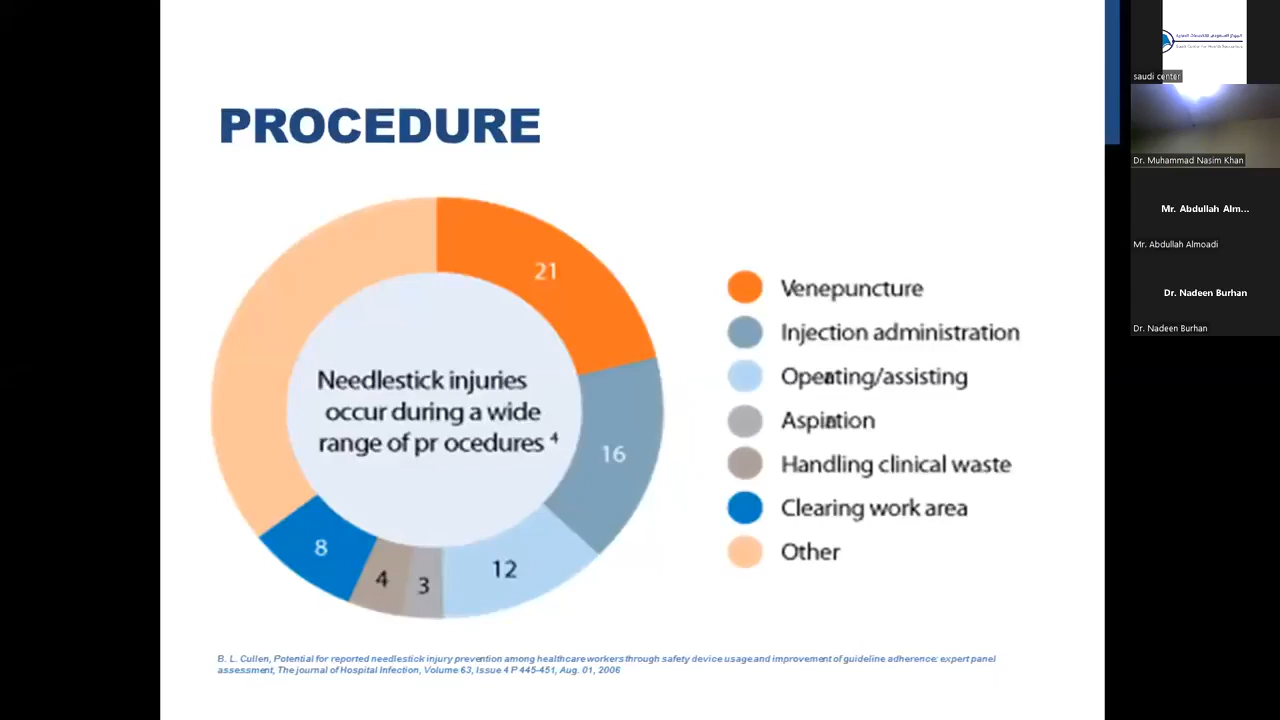 PROCEDURE
21
16
12
3
4
8
Needlestick injuries
occur during a wide
range of pr ocedures 4
Venepuncture
Injection administration
Operating/assisting
Aspiration
Handling clinical waste
Clearing work area
Other
B. L. Cullen, Potential for reported needlestick injury prevention among healthcare workers through safety device usage and improvement of guideline adherence: expert panel
assessment, The journal of Hospital Infection, Volume 63, Issue 4 P 445-451, Aug. 01, 2006
saudi center
Dr. Muhammad Nasim Khan
Mr. Abdullah Alm...
Mr. Abdullah Almoadi
Dr. Nadeen Burhan
Dr. Nadeen Burhan